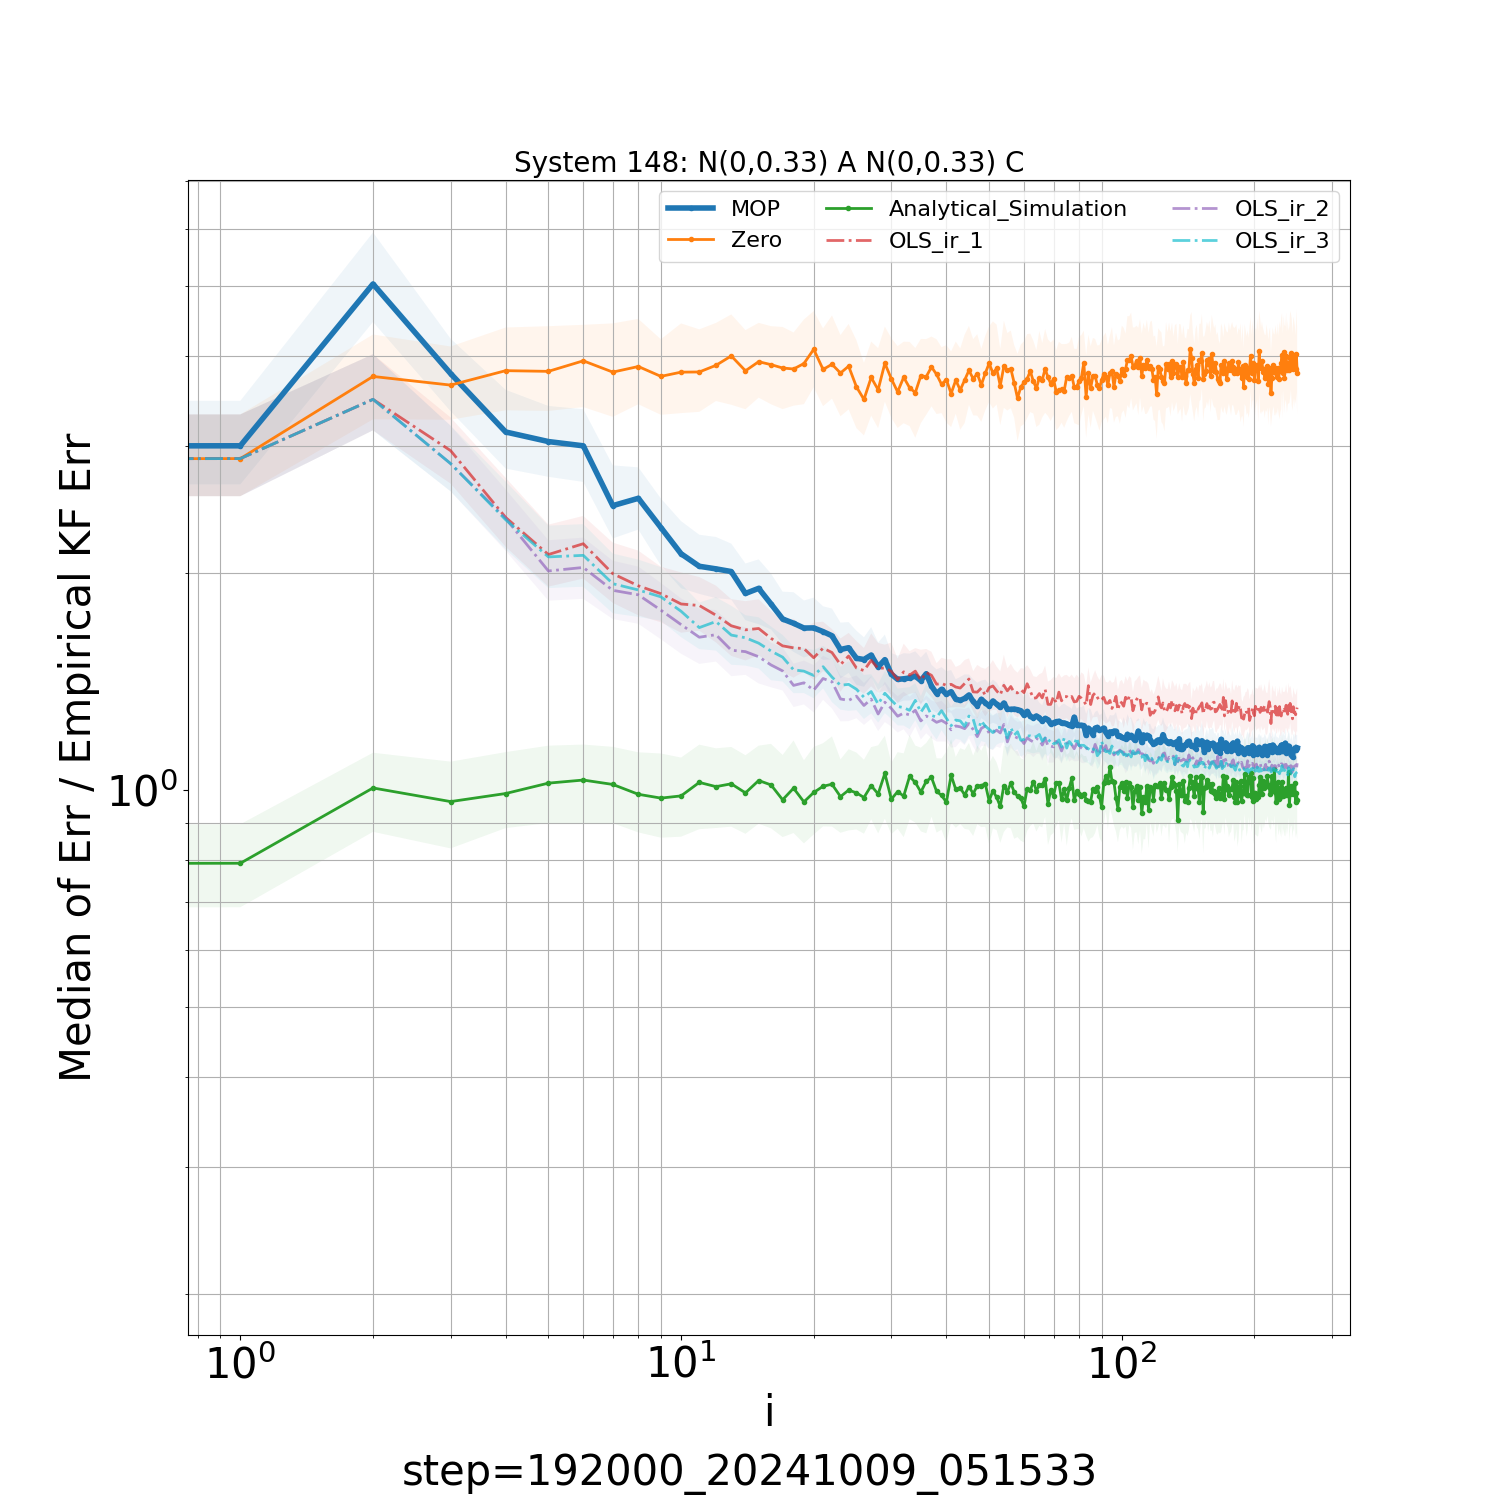 System 148: N(0,0.33) A N(0,0.33) C
MOP
Zero
Analytical_Simulation
OLS_ir_1
OLS_ir_2
OLS_ir_3
Median of Err / Empirical KF Err
10⁰
10⁰
10¹
10²
i
step=192000_20241009_051533